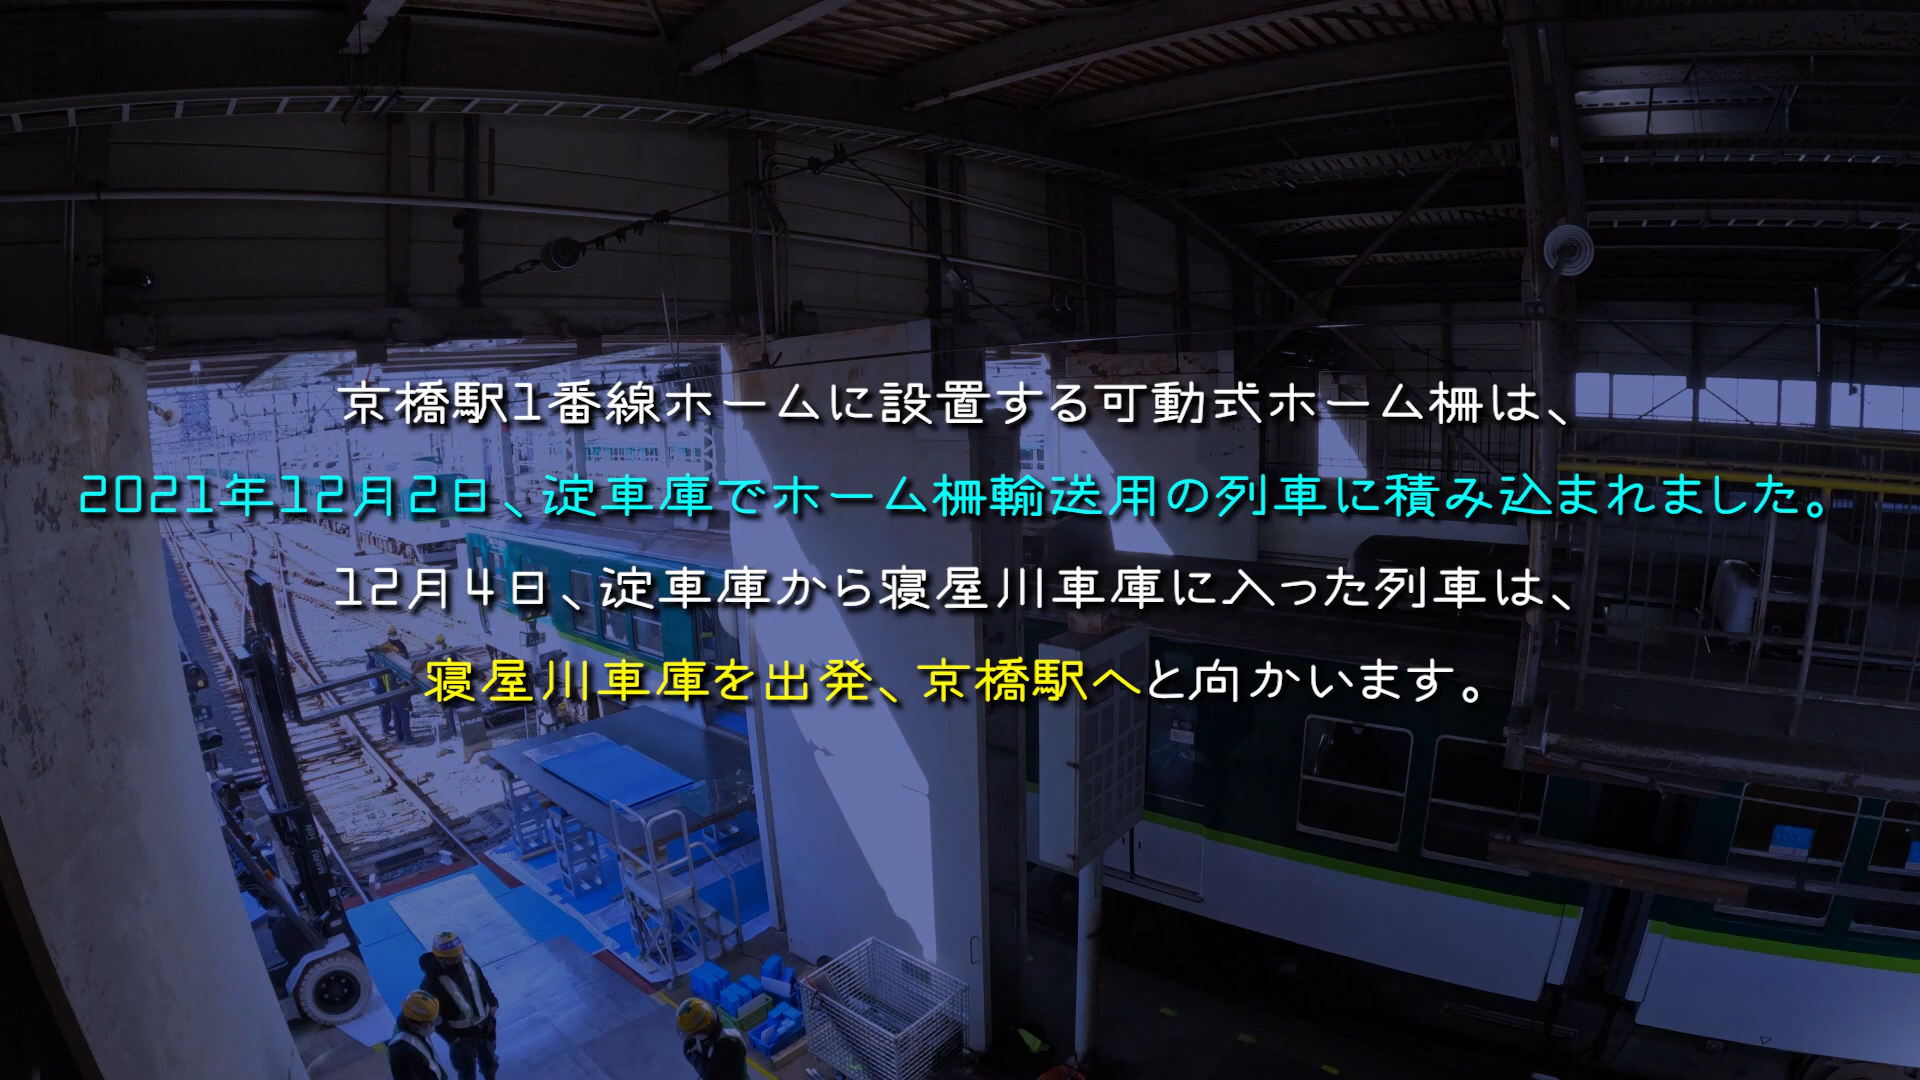 京橋駅1番線ホームに設置する可動式ホーム柵は、
2021年12月2日、淀車庫でホーム柵輸送用の列車に積み込まれました。
12月4日、淀車庫から寝屋川車庫に入った列車は、
寝屋川車庫を出発、京橋駅へと向かいます。